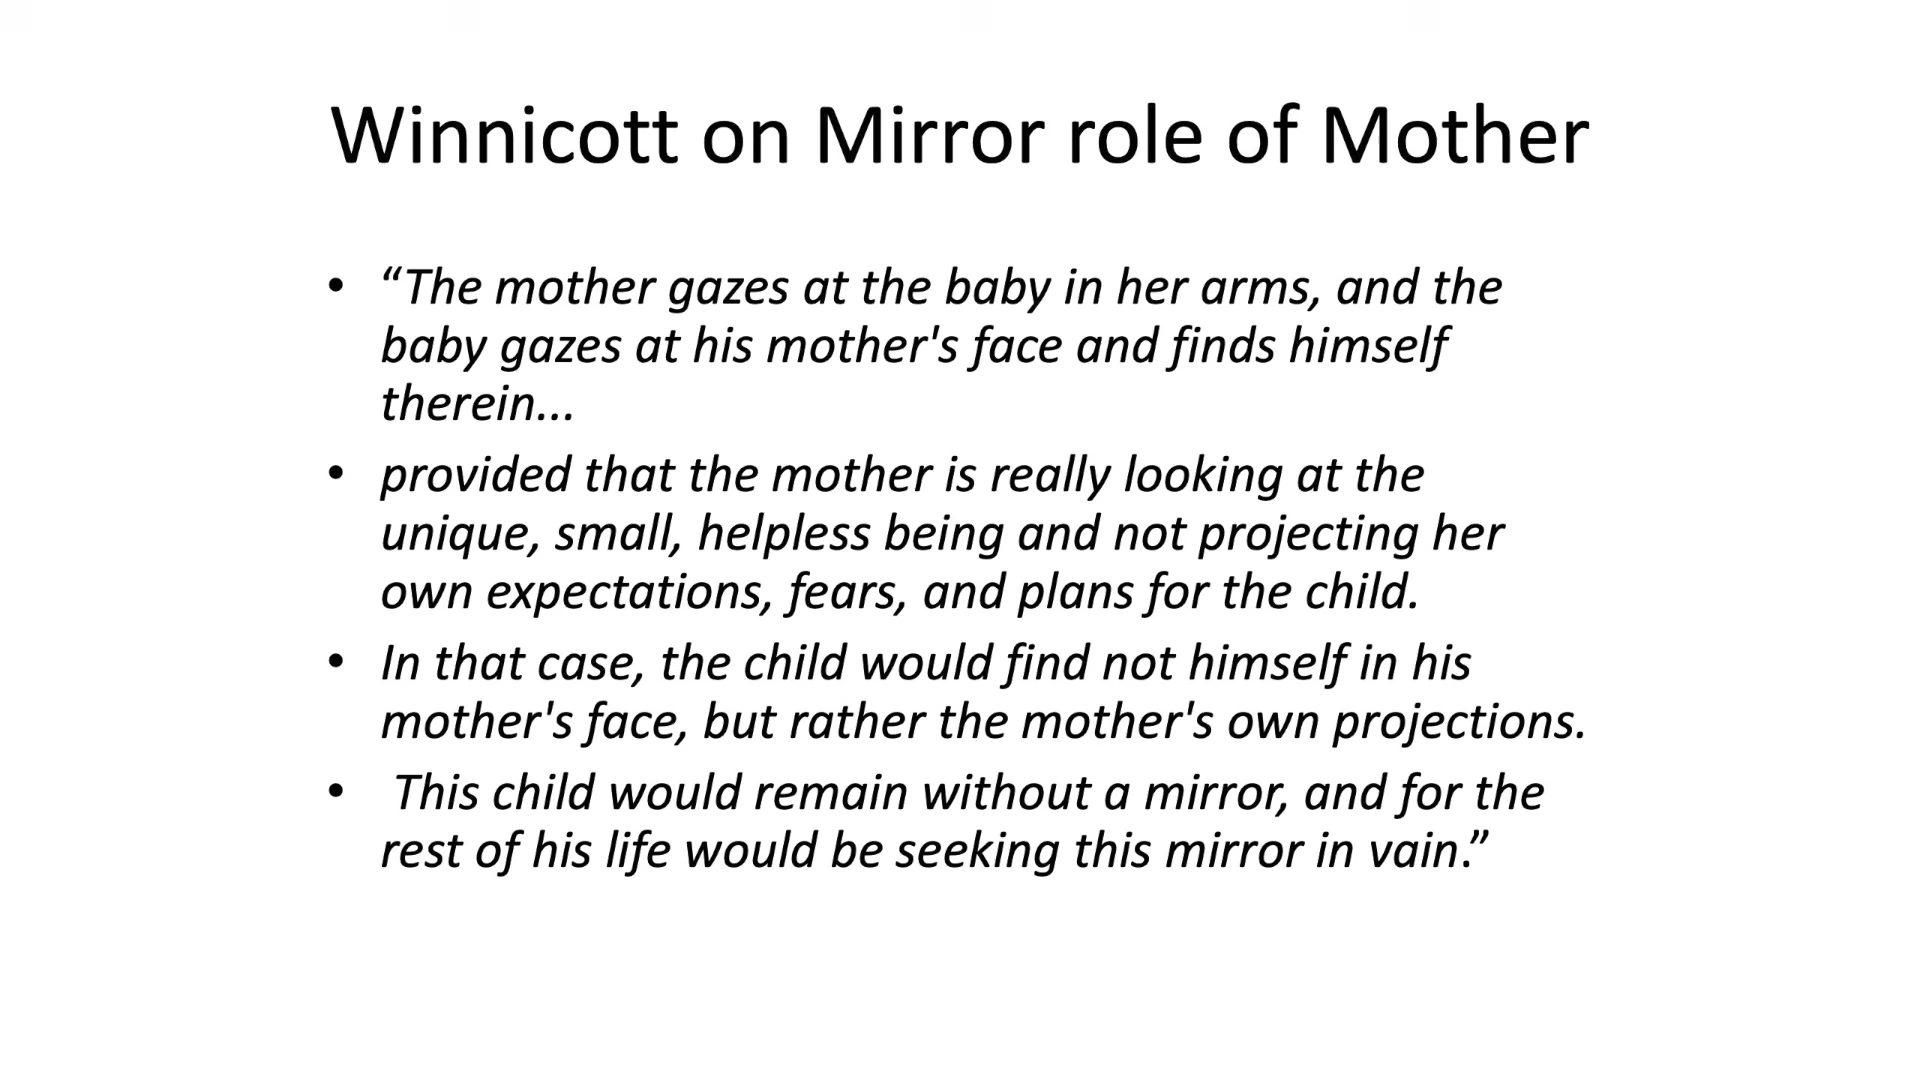 Winnicott on Mirror role of Mother
• “The mother gazes at the baby in her arms, and the
baby gazes at his mother's face and finds himself
therein...
• provided that the mother is really looking at the
unique, small, helpless being and not projecting her
own expectations, fears, and plans for the child.
• In that case, the child would find not himself in his
mother's face, but rather the mother's own projections.
• This child would remain without a mirror, and for the
rest of his life would be seeking this mirror in vain.”